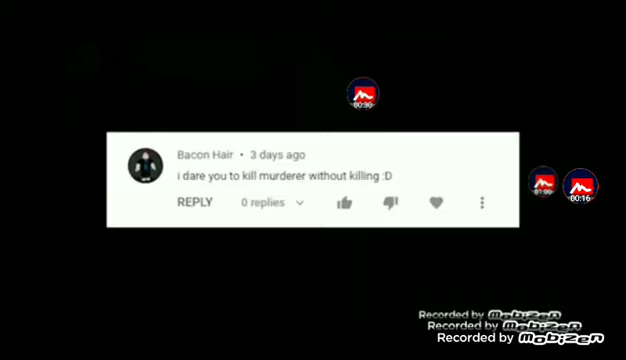 00:30
Bacon Hair • 3 days ago
i dare you to kill murderer without killing :D
REPLY 0 replies
01:00
00:16
Recorded by Mobizen
Recorded by Mobizen
Recorded by Mobizen